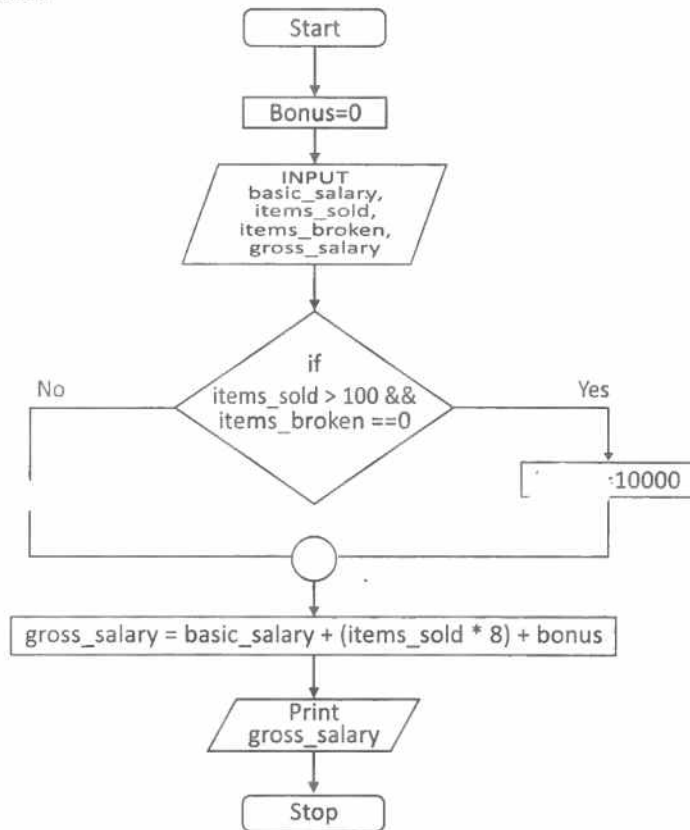 Start
Bonus=0
INPUT
basic_salary,
items_sold,
items_broken,
gross_salary
if
items_sold > 100 &&
items_broken ==0
No
Yes
=10000
gross_salary = basic_salary + (items_sold * 8) + bonus
Print
gross_salary
Stop